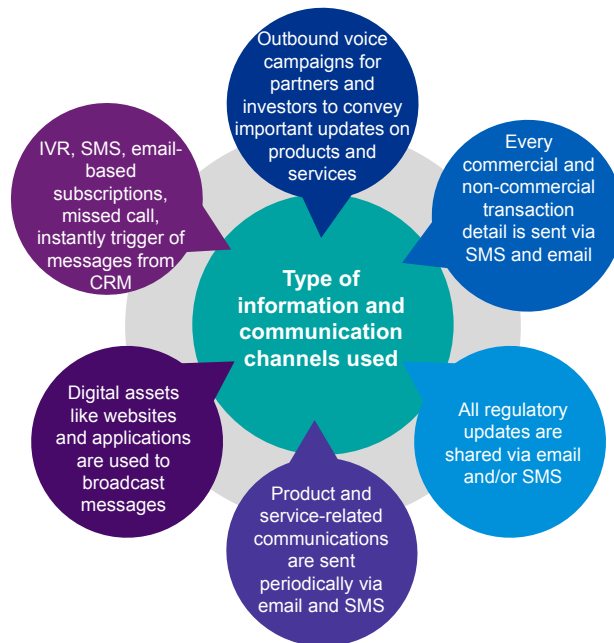 Outbound voice
campaigns for
partners and
investors to convey
important updates on
products and
services
Every
commercial and
non-commercial
transaction
detail is sent via
SMS and email
All regulatory
updates are
shared via email
and/or SMS
Product and
service-related
communications
are sent
periodically via
email and SMS
Digital assets
like websites
and applications
are used to
broadcast
messages
IVR, SMS, email-
based
subscriptions,
missed call,
instantly trigger of
messages from
CRM
Type of
information and
communication
channels used